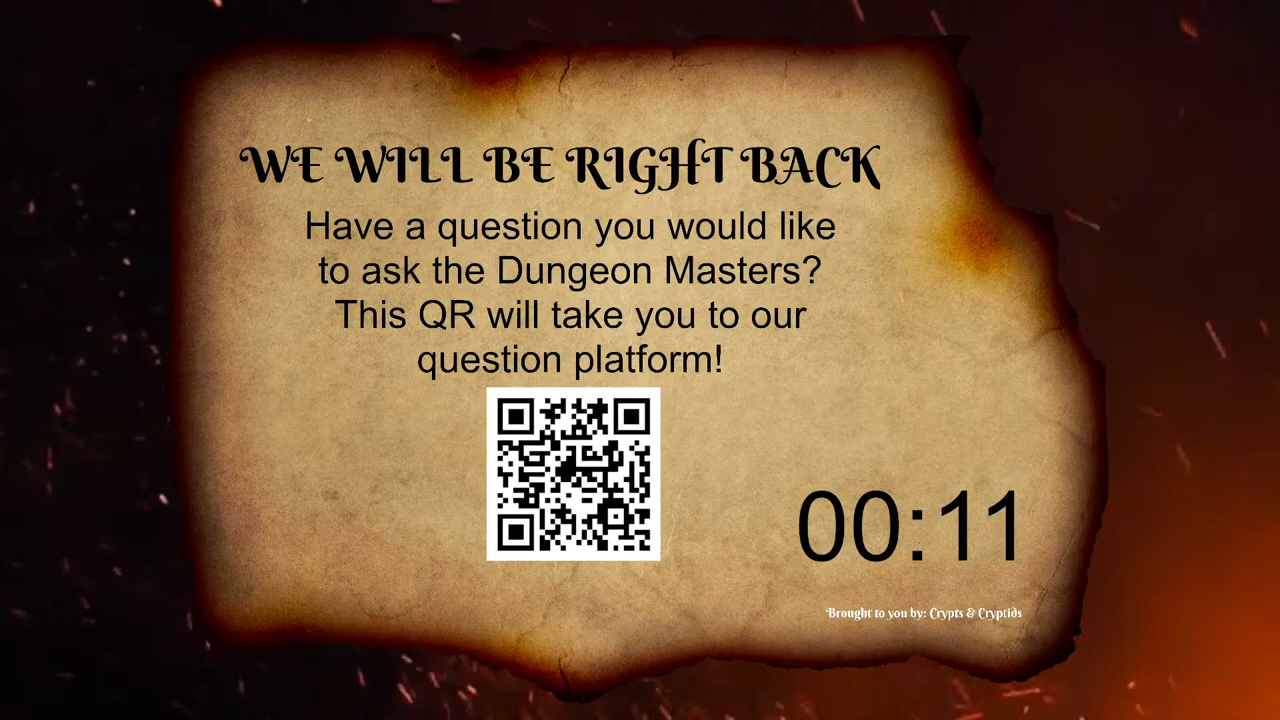 WE WILL BE RIGHT BACK
Have a question you would like
to ask the Dungeon Masters?
This QR will take you to our
question platform!
00:11
Brought to you by: Crypts & Cryptids